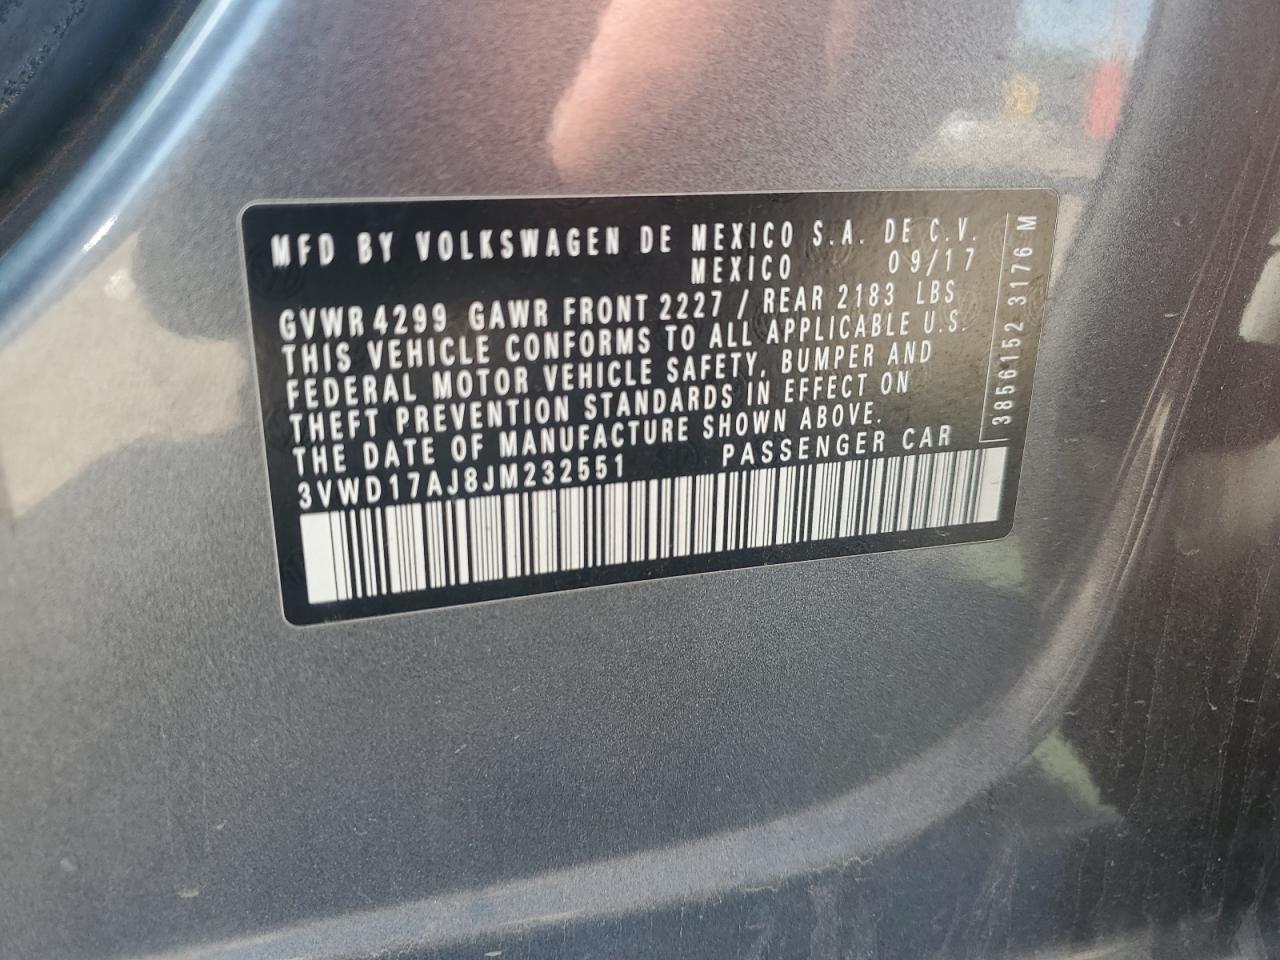 MFD BY VOLKSWAGEN DE MEXICO S.A. DE C.V.
MEXICO 09/17
GVWR 4299 GAWR FRONT 2227 / REAR 2183 LBS
THIS VEHICLE CONFORMS TO ALL APPLICABLE U.S.
FEDERAL MOTOR VEHICLE SAFETY, BUMPER AND
THEFT PREVENTION STANDARDS IN EFFECT ON
THE DATE OF MANUFACTURE SHOWN ABOVE.
3VWD17AJ8JM232551 PASSENGER CAR
3856152 3176 M